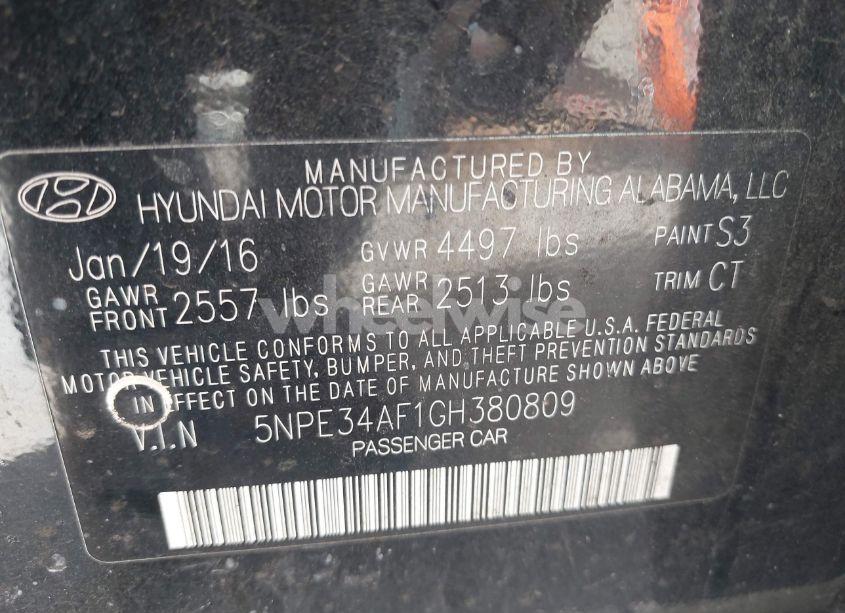 MANUFACTURED BY
HYUNDAI MOTOR MANUFACTURING ALABAMA, LLC
Jan/19/16 GVWR 4497 lbs PAINT S3
GAWR FRONT 2557 lbs GAWR REAR 2513 lbs TRIM CT
wheelwise
THIS VEHICLE CONFORMS TO ALL APPLICABLE U.S.A. FEDERAL
MOTOR VEHICLE SAFETY, BUMPER, AND THEFT PREVENTION STANDARDS
IN EFFECT ON THE DATE OF MANUFACTURE SHOWN ABOVE
V.I.N 5NPE34AF1GH380809
PASSENGER CAR